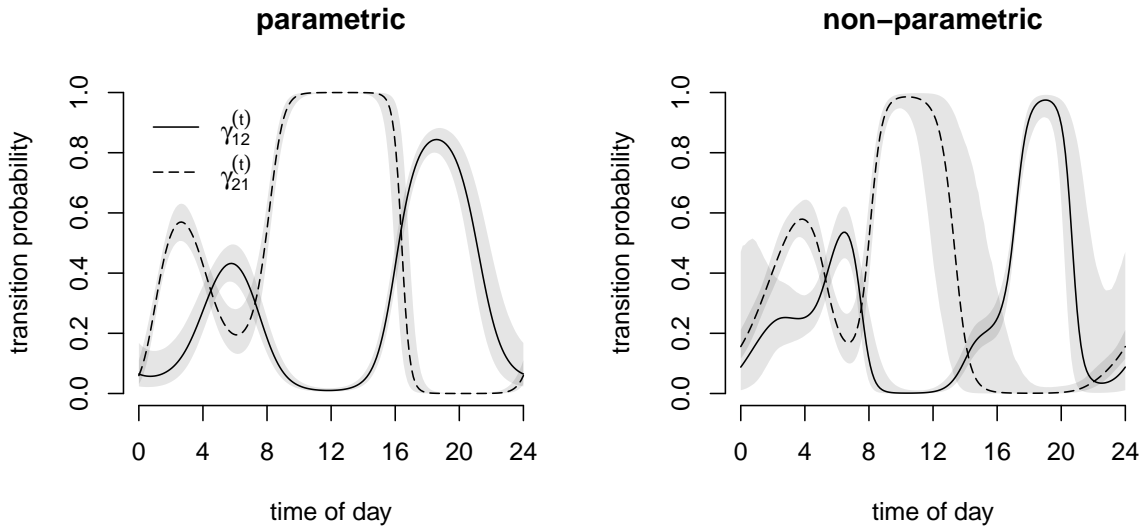 parametric
transition probability
0.0 0.2 0.4 0.6 0.8 1.0
γ₁₂⁽ᵗ⁾
γ₂₁⁽ᵗ⁾
0 4 8 12 16 20 24
time of day
non−parametric
transition probability
0.0 0.2 0.4 0.6 0.8 1.0
0 4 8 12 16 20 24
time of day